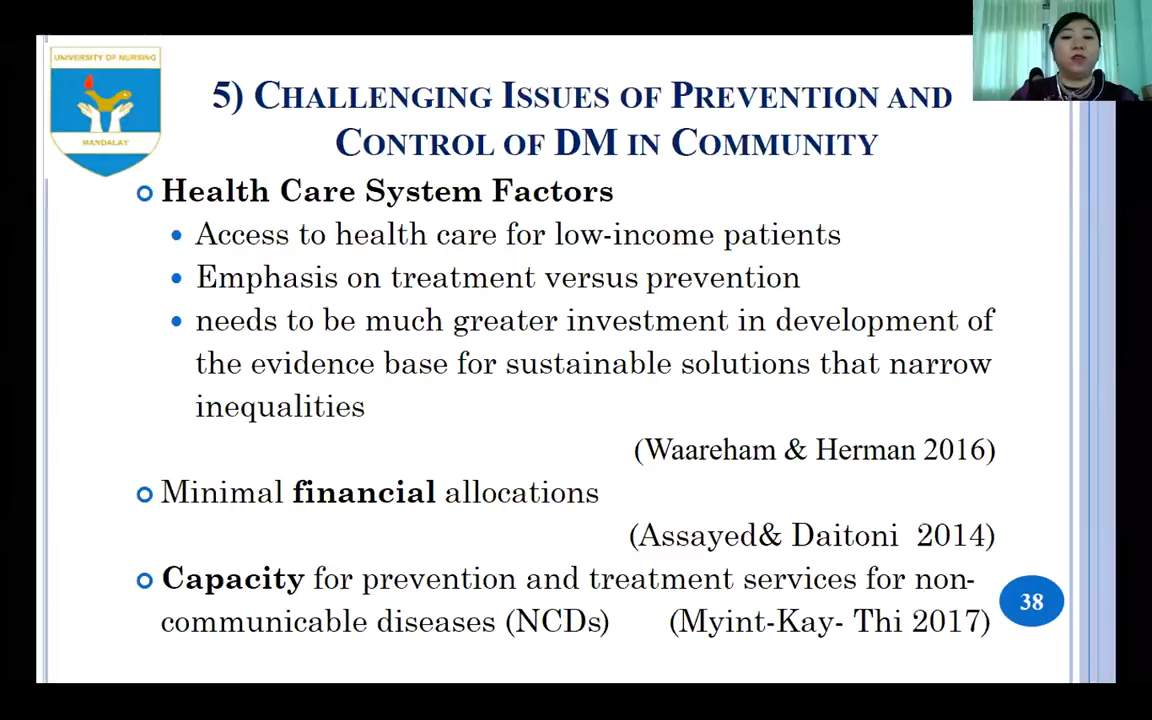 UNIVERSITY OF NURSING
MANDALAY
5) CHALLENGING ISSUES OF PREVENTION AND
CONTROL OF DM IN COMMUNITY
Health Care System Factors
Access to health care for low-income patients
Emphasis on treatment versus prevention
needs to be much greater investment in development of
the evidence base for sustainable solutions that narrow
inequalities
(Waareham & Herman 2016)
Minimal financial allocations
(Assayed& Daitoni 2014)
Capacity for prevention and treatment services for non-
communicable diseases (NCDs) (Myint-Kay- Thi 2017)
38